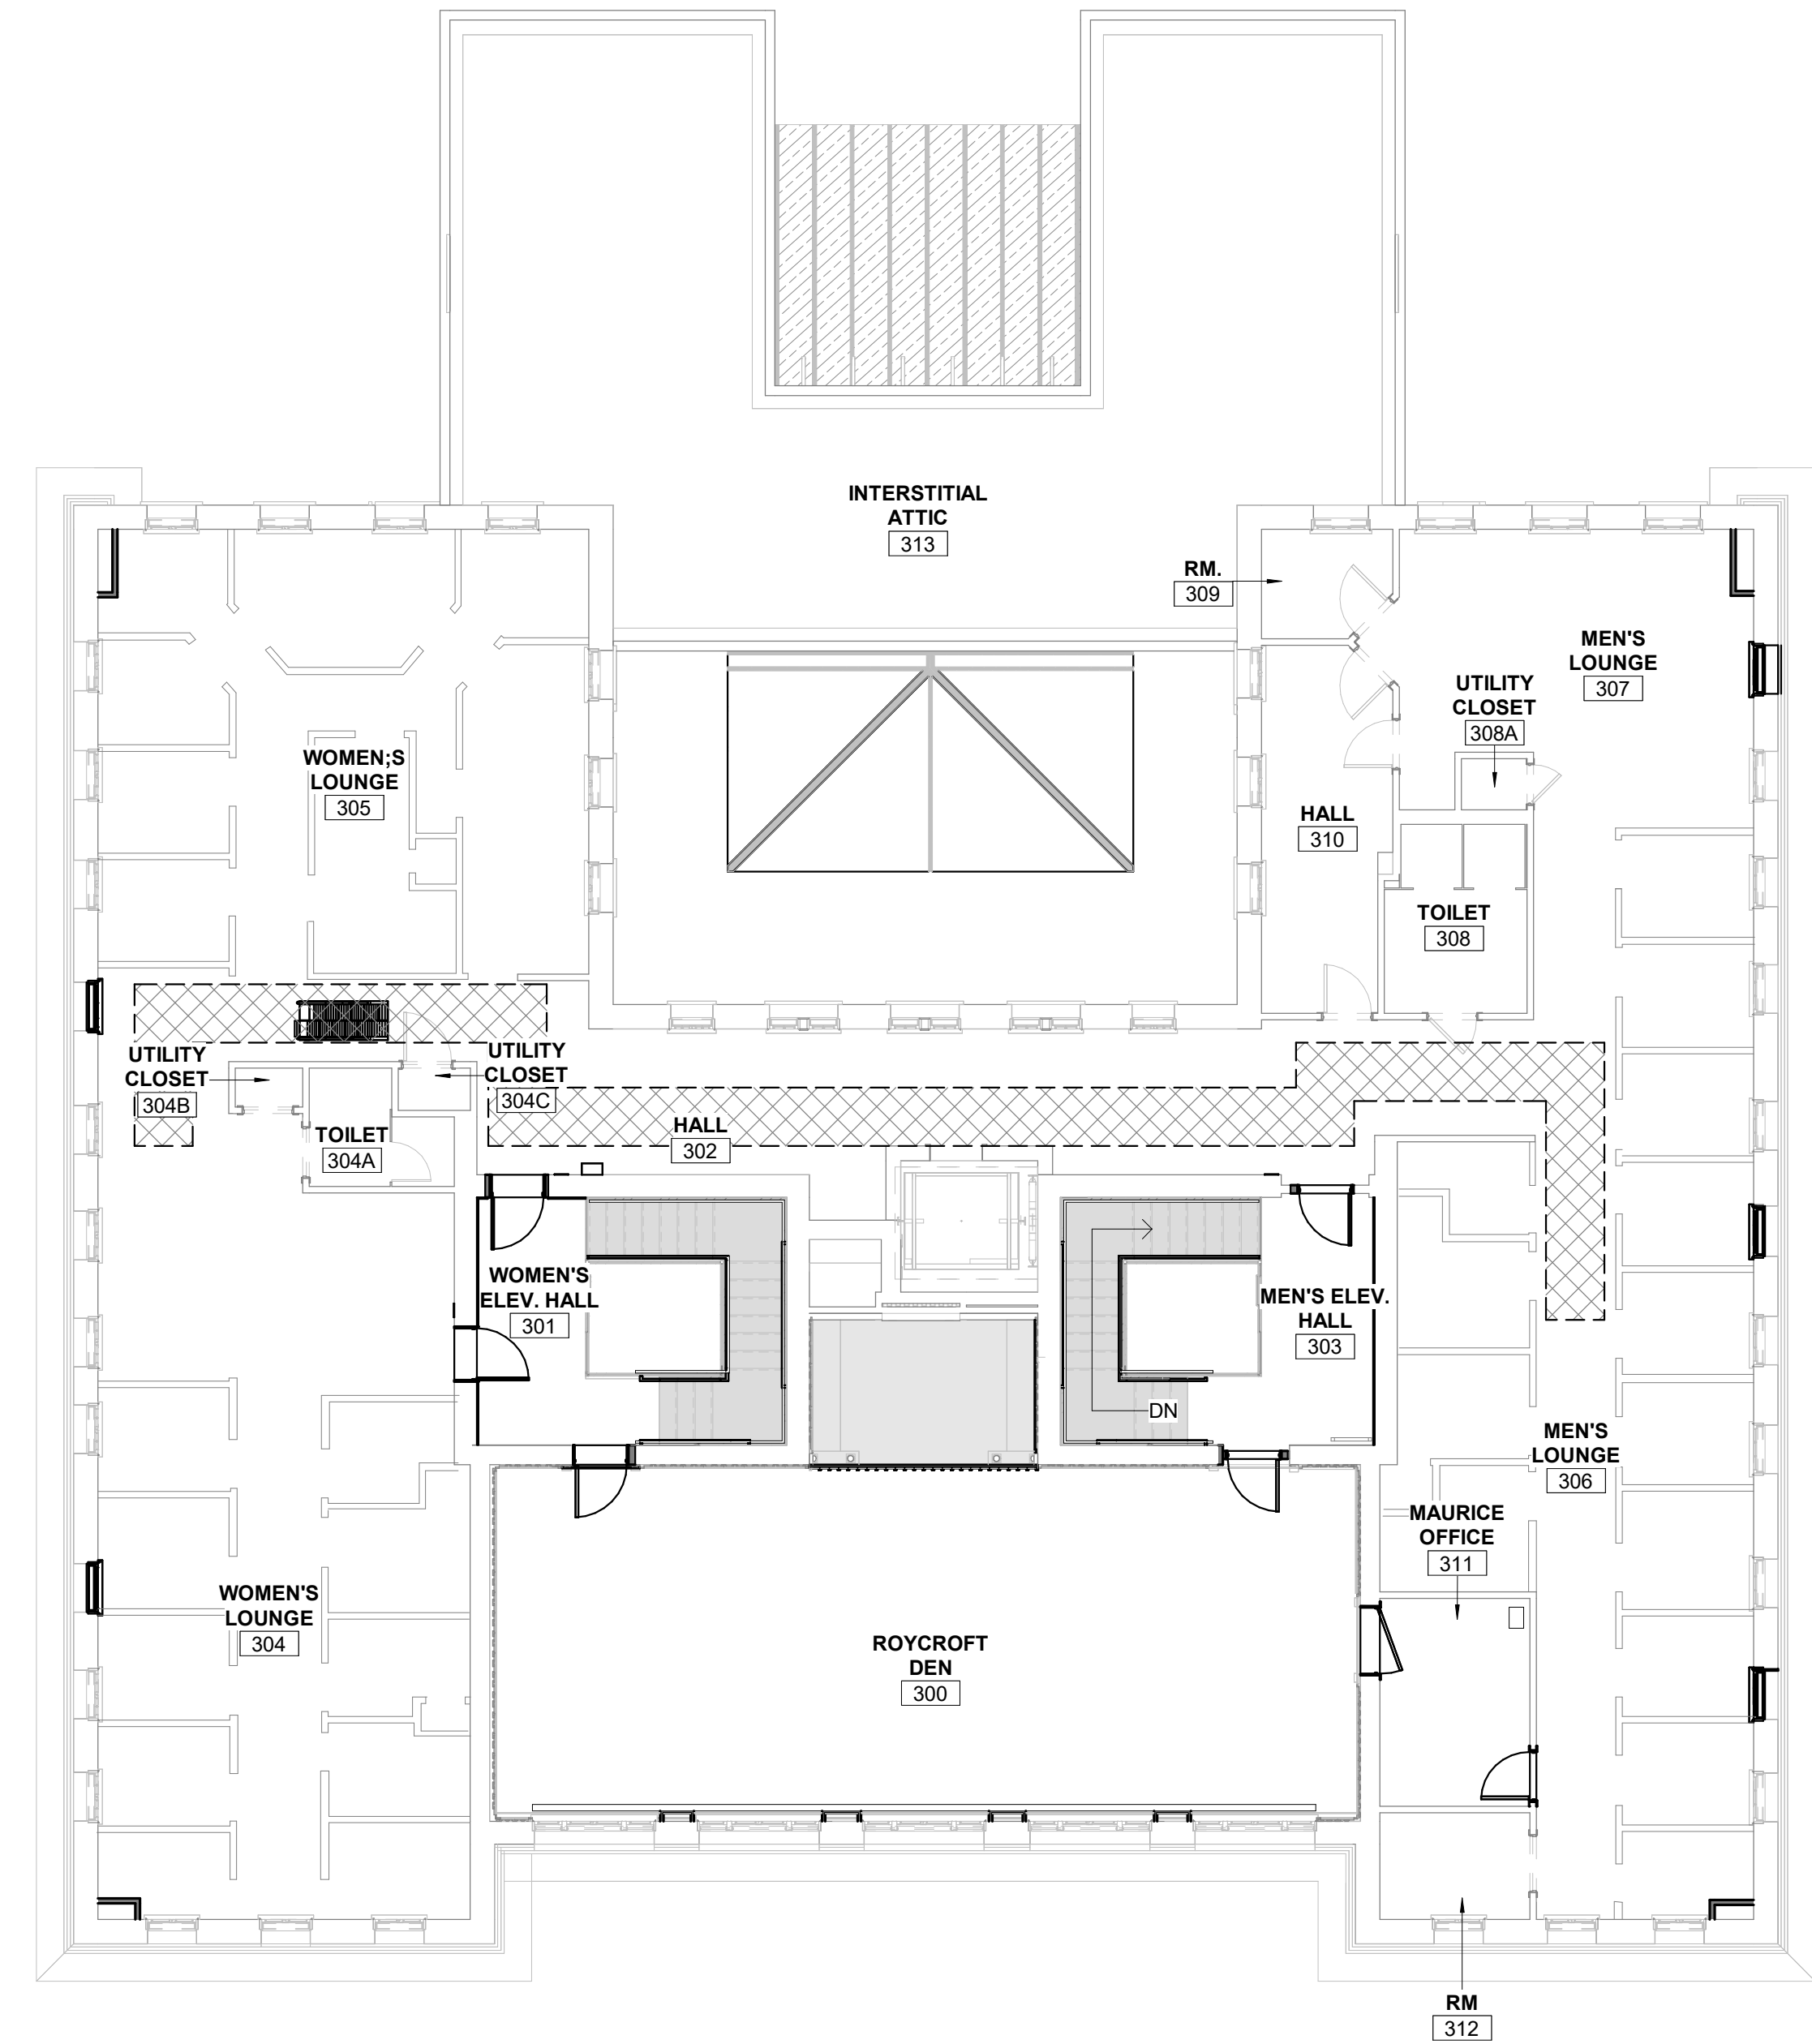 INTERSTITIAL
ATTIC
313
RM.
309
MEN'S
LOUNGE
307
UTILITY
CLOSET
308A
WOMEN;S
LOUNGE
305
HALL
310
TOILET
308
UTILITY
CLOSET
304B
UTILITY
CLOSET
304C
TOILET
304A
HALL
302
WOMEN'S
ELEV. HALL
301
MEN'S ELEV.
HALL
303
DN
MEN'S
LOUNGE
306
MAURICE
OFFICE
311
WOMEN'S
LOUNGE
304
ROYCROFT
DEN
300
RM
312